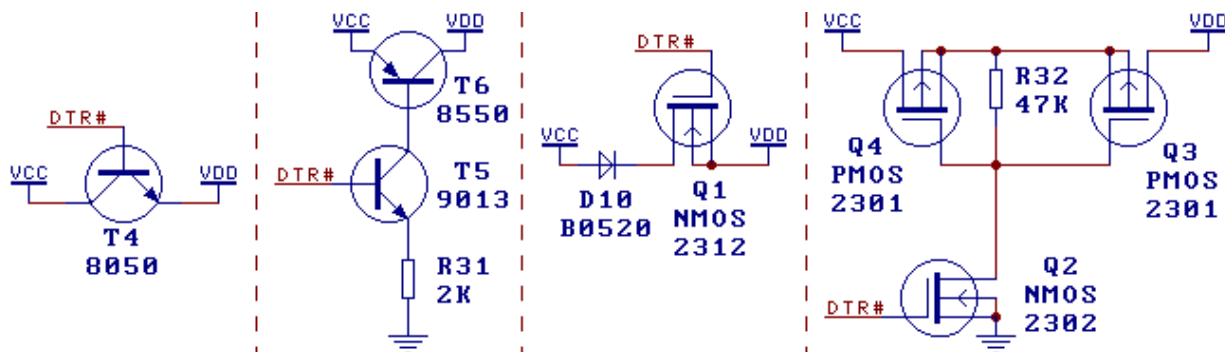 DTR#
VCC
VDD
T4
8050
VCC
VDD
T6
8550
DTR#
T5
9013
R31
2K
DTR#
VCC
VDD
D10
B0520
Q1
NMOS
2312
VCC
VDD
R32
47K
Q4
PMOS
2301
Q3
PMOS
2301
DTR#
Q2
NMOS
2302